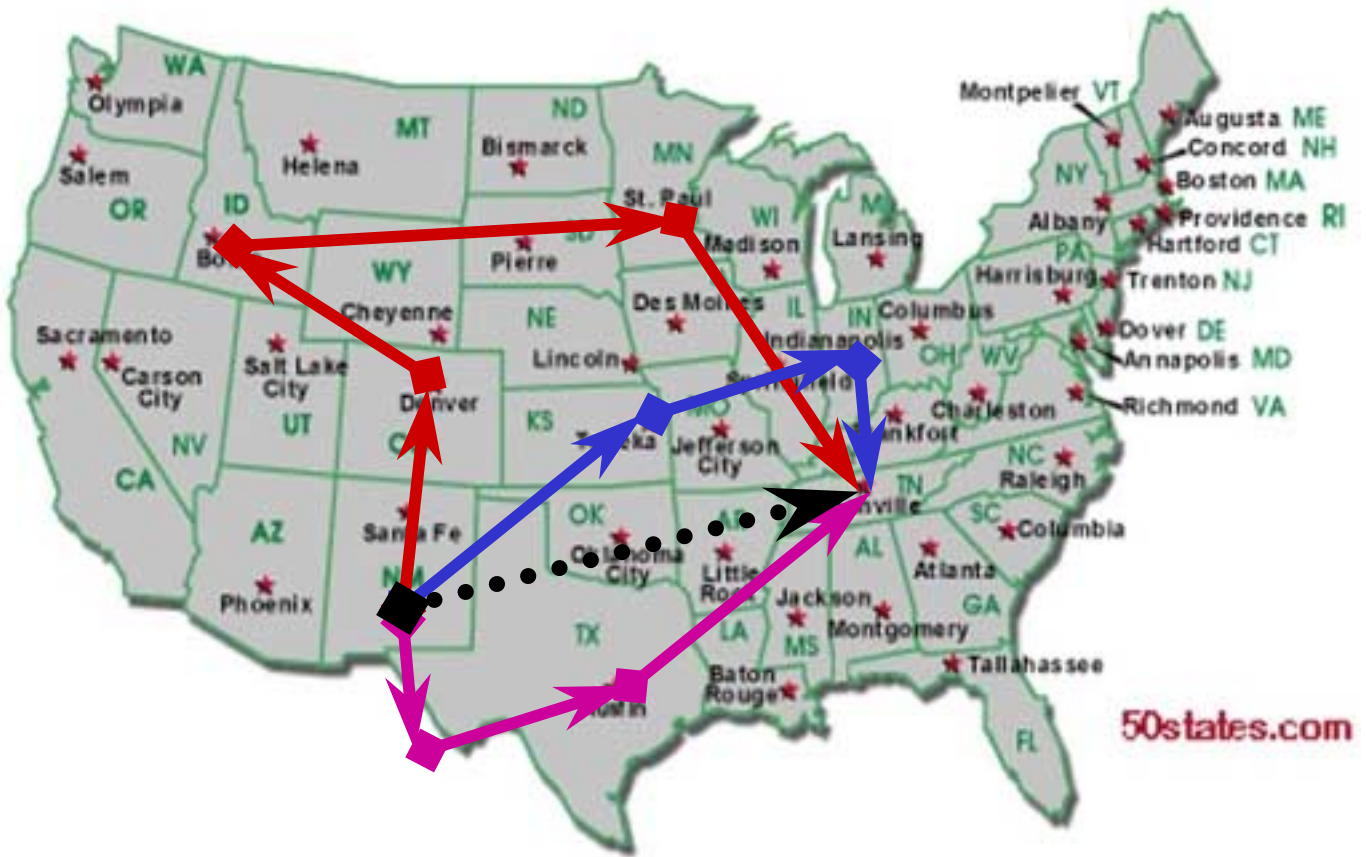 WA
Olympia
Montpelier VT
MT
ND
Augusta ME
Helena
Bismarck
MN
Concord NH
Salem
OR
ID
St. Paul
WI
NY
Boston MA
Albany
Providence RI
Lansing
Madison
Hartford CT
Pierre
WY
PA
Harrisburg
Trenton NJ
Cheyenne
NE
Des Moines
IL
IN
Columbus
Sacramento
Carson
City
Salt Lake
City
Lincoln
Indianapolis
OH
WV
Dover DE
Annapolis MD
Denver
Charleston
Richmond VA
UT
KS
Jefferson
City
NV
CA
NC
Raleigh
TN
AZ
Santa Fe
OK
SC
Columbia
Oklahoma
City
AL
Atlanta
Phoenix
Little
Jackson
GA
Montgomery
TX
LA
MS
Tallahassee
Baton
Rouge
FL
50states.com